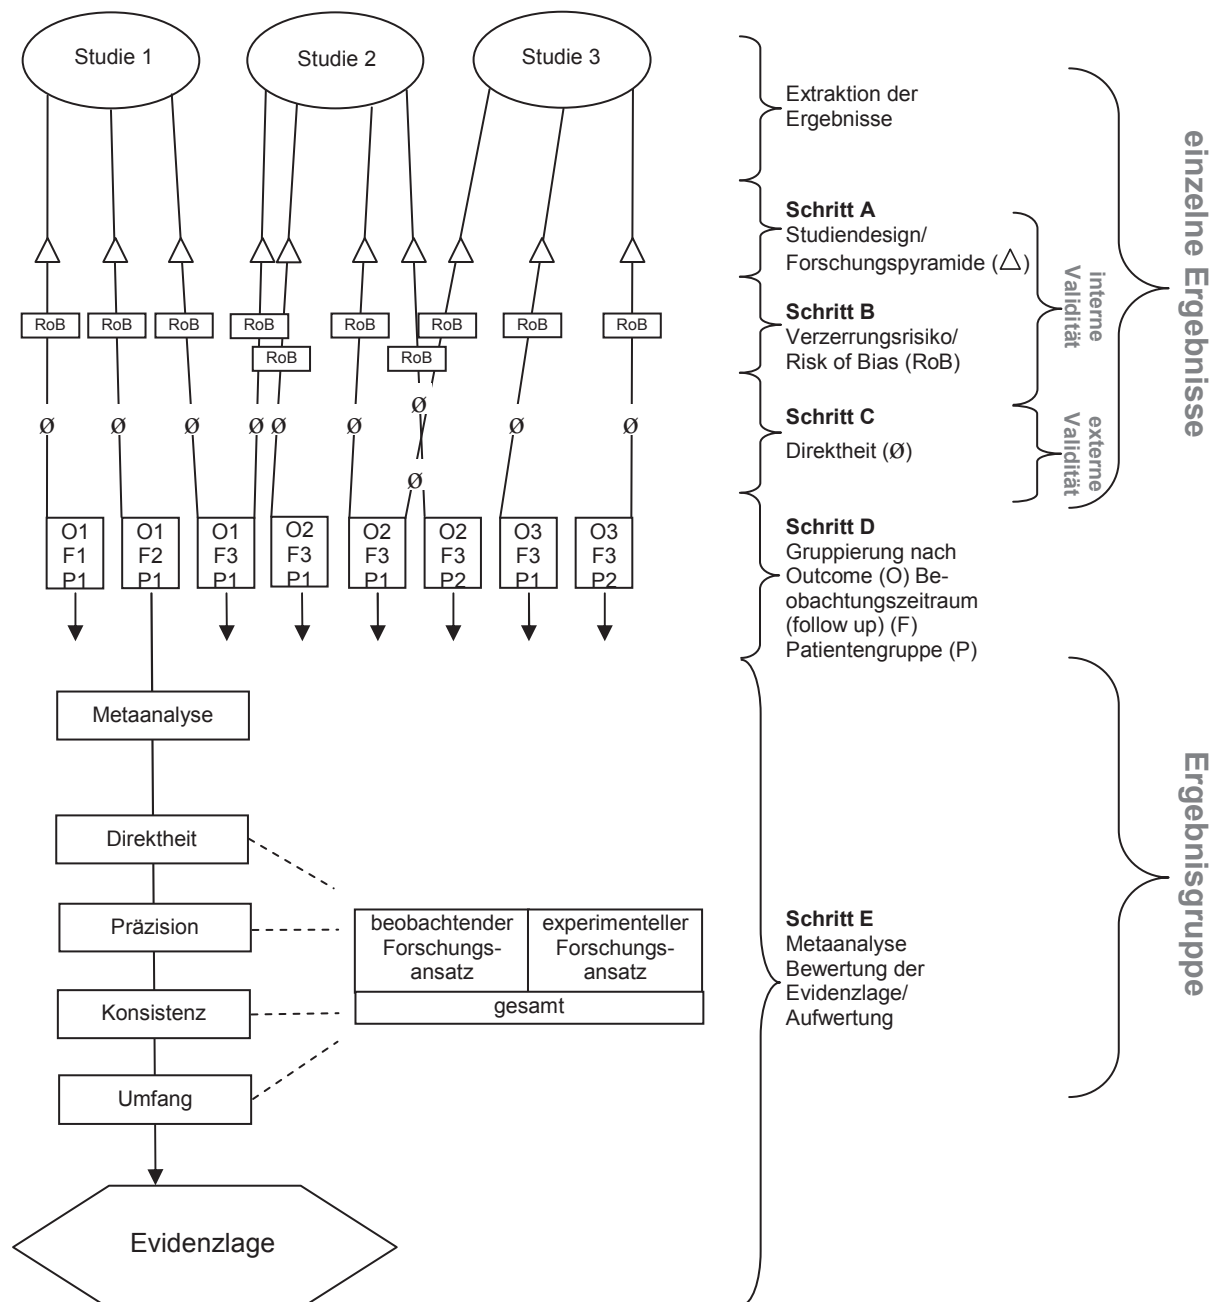 Studie 1
Studie 2
Studie 3
RoB
RoB
RoB
RoB
RoB
RoB
RoB
RoB
RoB
RoB
Ø
Ø
Ø
Ø
Ø
Ø
Ø
Ø
Ø
Ø
O1
F1
P1
O1
F2
P1
O1
F3
P1
O2
F3
P1
O2
F3
P1
O2
F3
P2
O3
F3
P1
O3
F3
P2
Metaanalyse
Direktheit
Präzision
Konsistenz
Umfang
Evidenzlage
beobachtender
Forschungs-
ansatz
experimenteller
Forschungs-
ansatz
gesamt
Extraktion der
Ergebnisse
Schritt A
Studiendesign/
Forschungspyramide (△)
Schritt B
Verzerrungsrisiko/
Risk of Bias (RoB)
Schritt C
Direktheit (Ø)
Schritt D
Gruppierung nach
Outcome (O) Be-
obachtungszeitraum
(follow up) (F)
Patientengruppe (P)
Schritt E
Metaanalyse
Bewertung der
Evidenzlage/
Aufwertung
interne
Validität
externe
Validität
einzelne Ergebnisse
Ergebnisgruppe